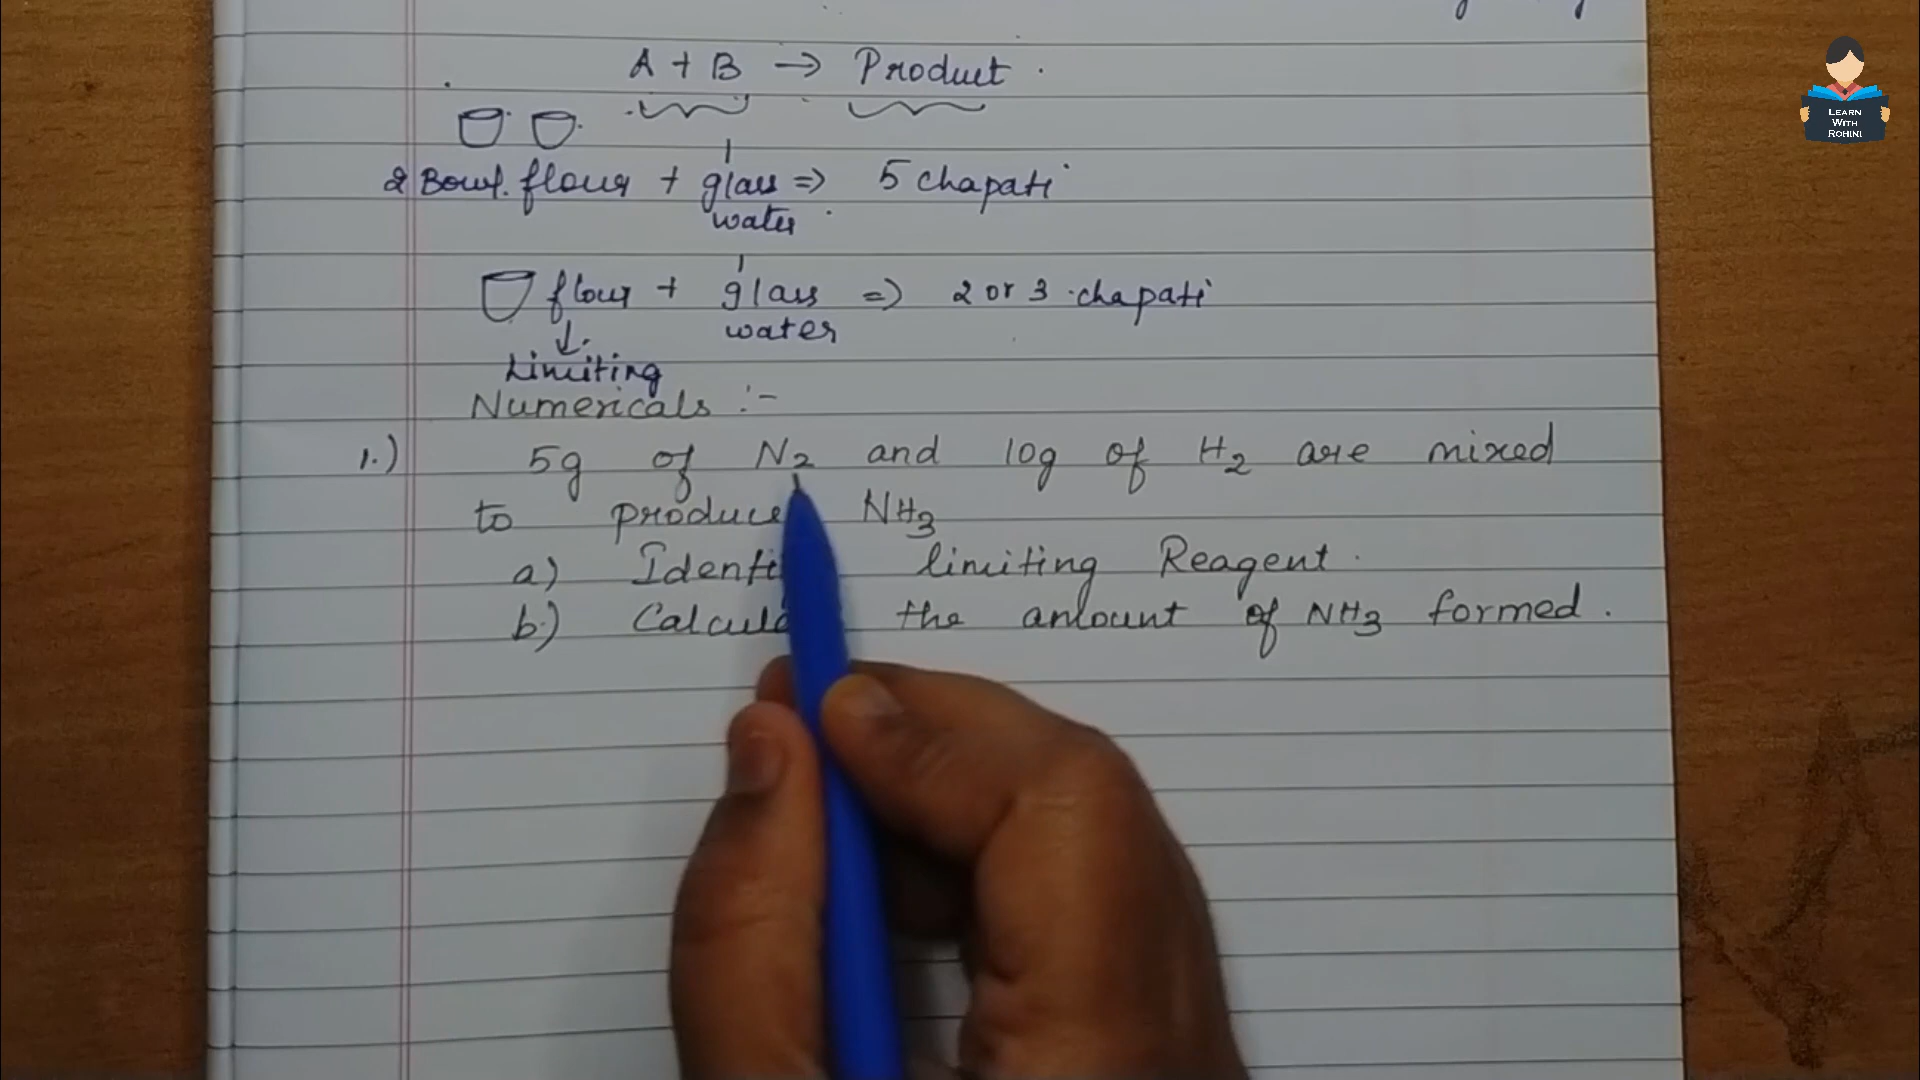 A + B → Product
2 Bowl. flour + 1 glass water => 5 chapati
flour + 1 glass water => 2 or 3 chapati
↓
Limiting
Numericals :-
1.) 5g of N2 and 10g of H2 are mixed
to produce NH3
a) limiting Reagent.
b.) the amount of NH3 formed.
LEARN
WITH
ROHINI